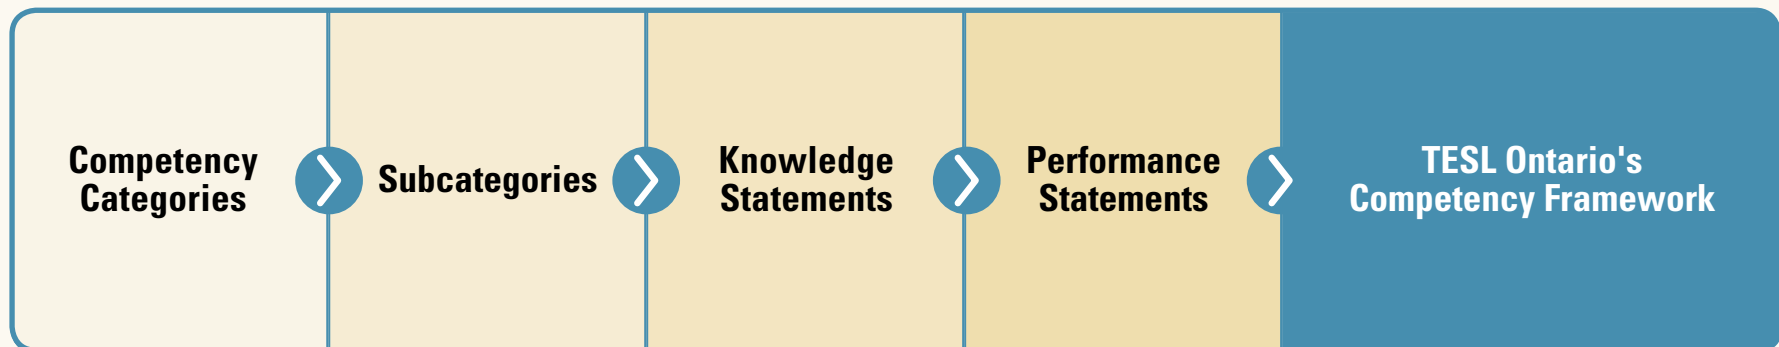 Competency
Categories
Subcategories
Knowledge
Statements
Performance
Statements
TESL Ontario's
Competency Framework